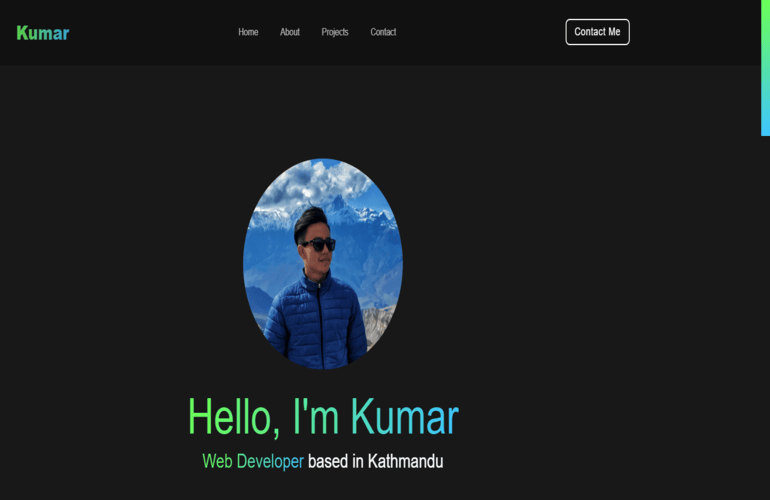 Kumar
Home About Projects Contact
Contact Me
Hello, I'm Kumar
Web Developer based in Kathmandu